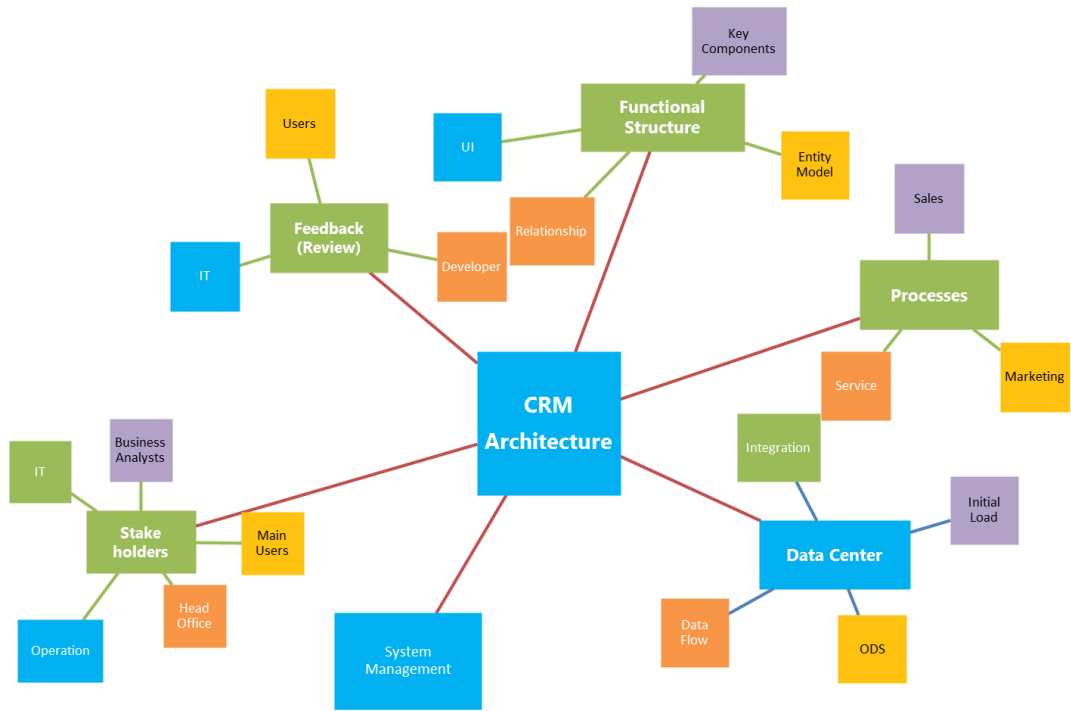 Key
Components
Functional
Structure
Users
UI
Entity
Model
Sales
Feedback
(Review)
Relationship
IT
Developer
Processes
Marketing
Service
CRM
Architecture
Integration
Business
Analysts
IT
Initial
Load
Stake
holders
Main
Users
Data Center
Head
Office
Data
Flow
ODS
Operation
System
Management